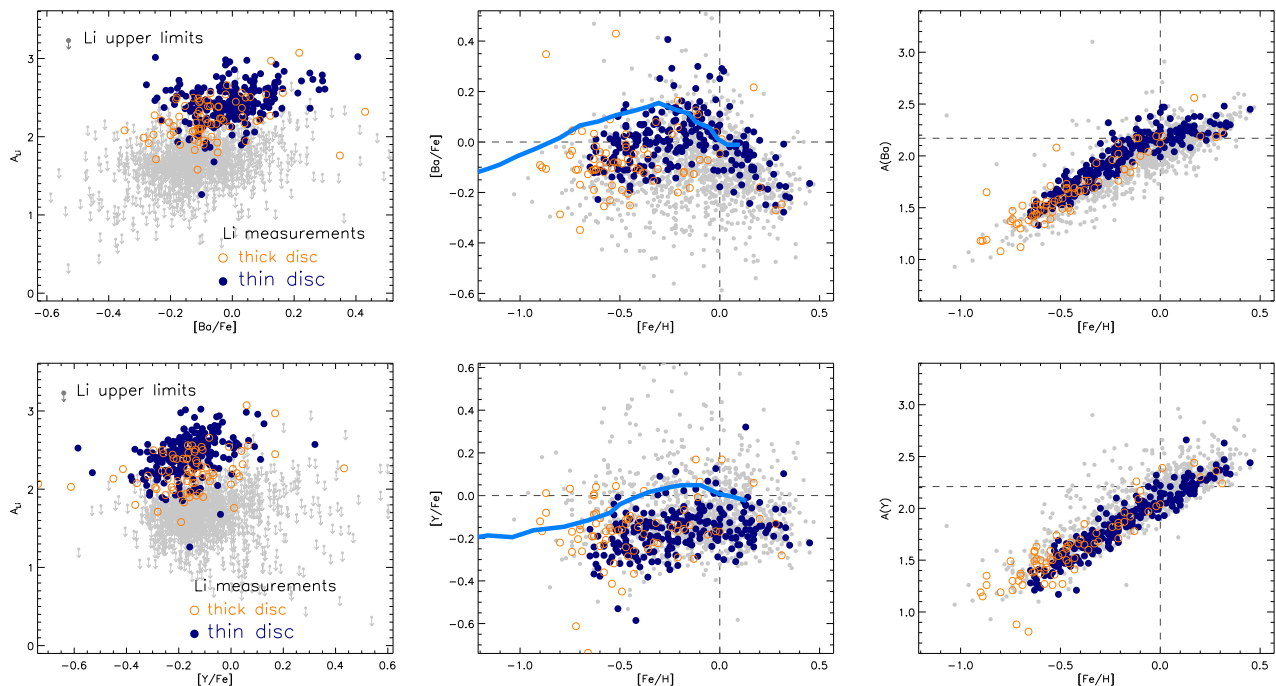 Li upper limits
Li measurements
thick disc
thin disc
A_Li
3
2
1
0
−0.6 −0.4 −0.2 0.0 0.2 0.4 0.6
[Ba/Fe]
[Ba/Fe]
0.4
0.2
0.0
−0.2
−0.4
−0.6
−1.0 −0.5 0.0 0.5
[Fe/H]
A(Ba)
3.0
2.5
2.0
1.5
1.0
−1.0 −0.5 0.0 0.5
[Fe/H]
Li upper limits
Li measurements
thick disc
thin disc
A_Li
3
2
1
0
−0.6 −0.4 −0.2 0.0 0.2 0.4 0.6
[Y/Fe]
[Y/Fe]
0.6
0.4
0.2
0.0
−0.2
−0.4
−0.6
−1.0 −0.5 0.0 0.5
[Fe/H]
A(Y)
3.0
2.5
2.0
1.5
1.0
−1.0 −0.5 0.0 0.5
[Fe/H]